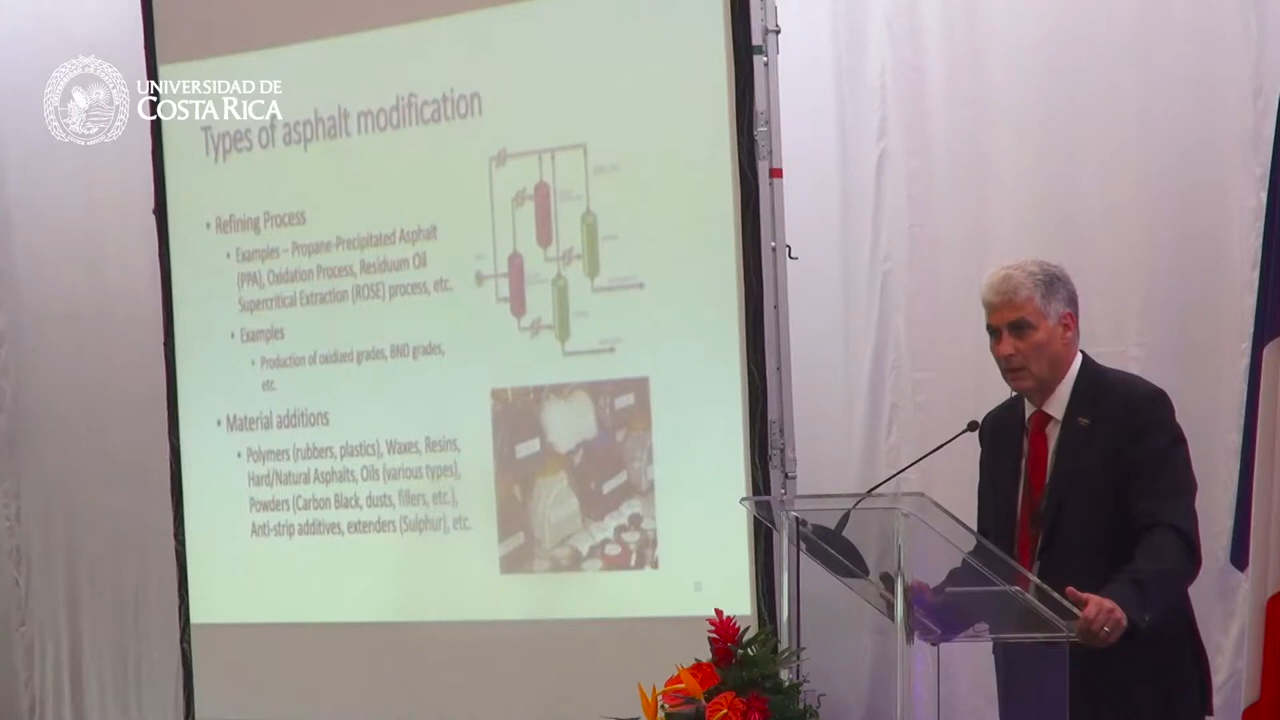 UNIVERSIDAD DE
COSTA RICA
Types of asphalt modification
• Refining Process
• Examples – Propane-Precipitated Asphalt
(PPA), Oxidation Process, Residuum Oil
Supercritical Extraction (ROSE) process, etc.
• Examples
• Production of oxidized grades, BND grades,
etc.
• Material additions
• Polymers (rubbers, plastics), Waxes, Resins,
Hard/Natural Asphalts, Oils (various types),
Powders (Carbon Black, dusts, fillers, etc.),
Anti-strip additives, extenders (Sulphur), etc.